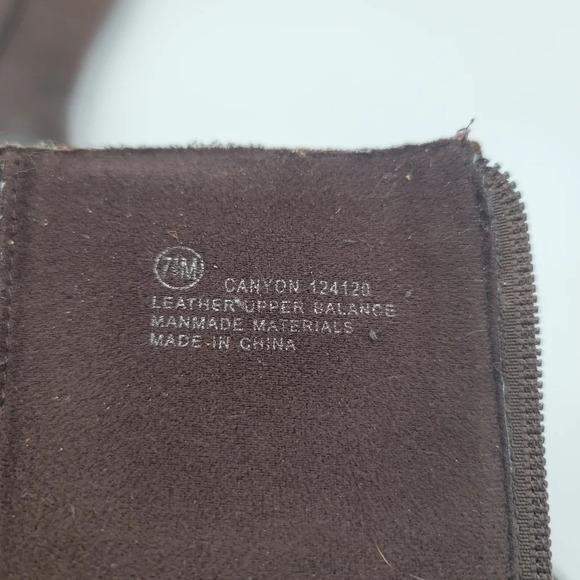 7½M
CANYON 124120
LEATHER UPPER BALANCE
MANMADE MATERIALS
MADE IN CHINA